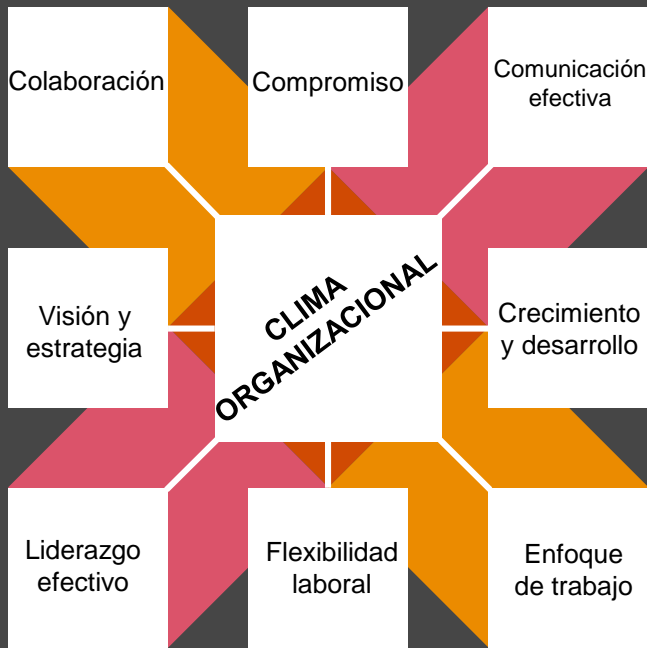 Colaboración
Compromiso
Comunicación
efectiva
Visión y
estrategia
CLIMA
ORGANIZACIONAL
Crecimiento
y desarrollo
Liderazgo
efectivo
Flexibilidad
laboral
Enfoque
de trabajo